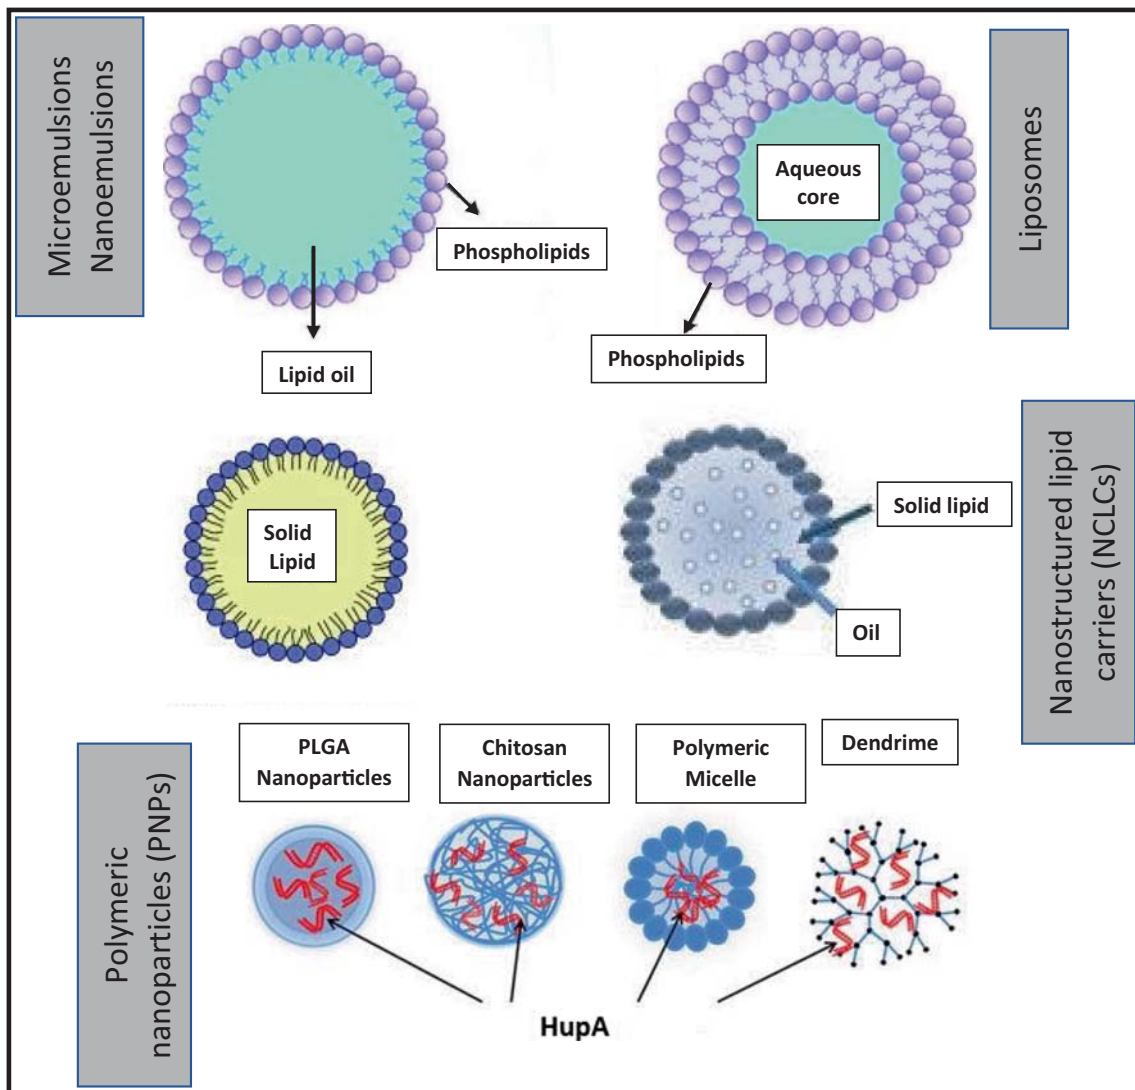 Microemulsions
Nanoemulsions
Phospholipids
Lipid oil
Aqueous
core
Phospholipids
Liposomes
Solid
Lipid
Solid lipid
Oil
Nanostructured lipid
carriers (NCLCs)
Polymeric
nanoparticles (PNPs)
PLGA
Nanoparticles
Chitosan
Nanoparticles
Polymeric
Micelle
Dendrime
HupA